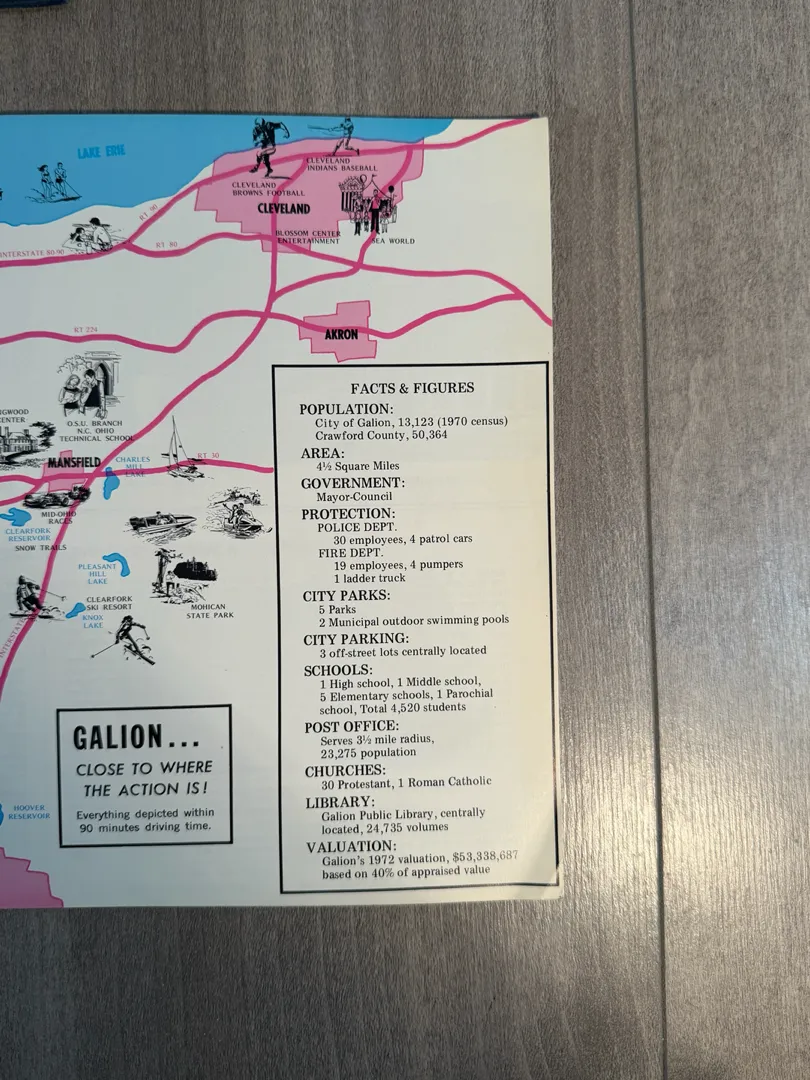 LAKE ERIE
CLEVELAND
INDIANS BASEBALL
CLEVELAND
BROWNS FOOTBALL
CLEVELAND
RT 90
BLOSSOM CENTER
ENTERTAINMENT
SEA WORLD
INTERSTATE 80-90
RT 80
RT 224
AKRON
CENTER
O.S.U. BRANCH
N.C. OHIO
TECHNICAL SCHOOL
MANSFIELD
CHARLES
MILL
LAKE
RT 30
MID-OHIO
RACES
CLEARFORK
RESERVOIR
SNOW TRAILS
PLEASANT
HILL
LAKE
CLEARFORK
SKI RESORT
KNOX
LAKE
MOHICAN
STATE PARK
INTERSTATE
GALION...
CLOSE TO WHERE
THE ACTION IS!
Everything depicted within
90 minutes driving time.
HOOVER
RESERVOIR
FACTS & FIGURES
POPULATION:
City of Galion, 13,123 (1970 census)
Crawford County, 50,364
AREA:
4½ Square Miles
GOVERNMENT:
Mayor-Council
PROTECTION:
POLICE DEPT.
30 employees, 4 patrol cars
FIRE DEPT.
19 employees, 4 pumpers
1 ladder truck
CITY PARKS:
5 Parks
2 Municipal outdoor swimming pools
CITY PARKING:
3 off-street lots centrally located
SCHOOLS:
1 High school, 1 Middle school,
5 Elementary schools, 1 Parochial
school, Total 4,520 students
POST OFFICE:
Serves 3½ mile radius,
23,275 population
CHURCHES:
30 Protestant, 1 Roman Catholic
LIBRARY:
Galion Public Library, centrally
located, 24,735 volumes
VALUATION:
Galion's 1972 valuation, $53,338,687
based on 40% of appraised value